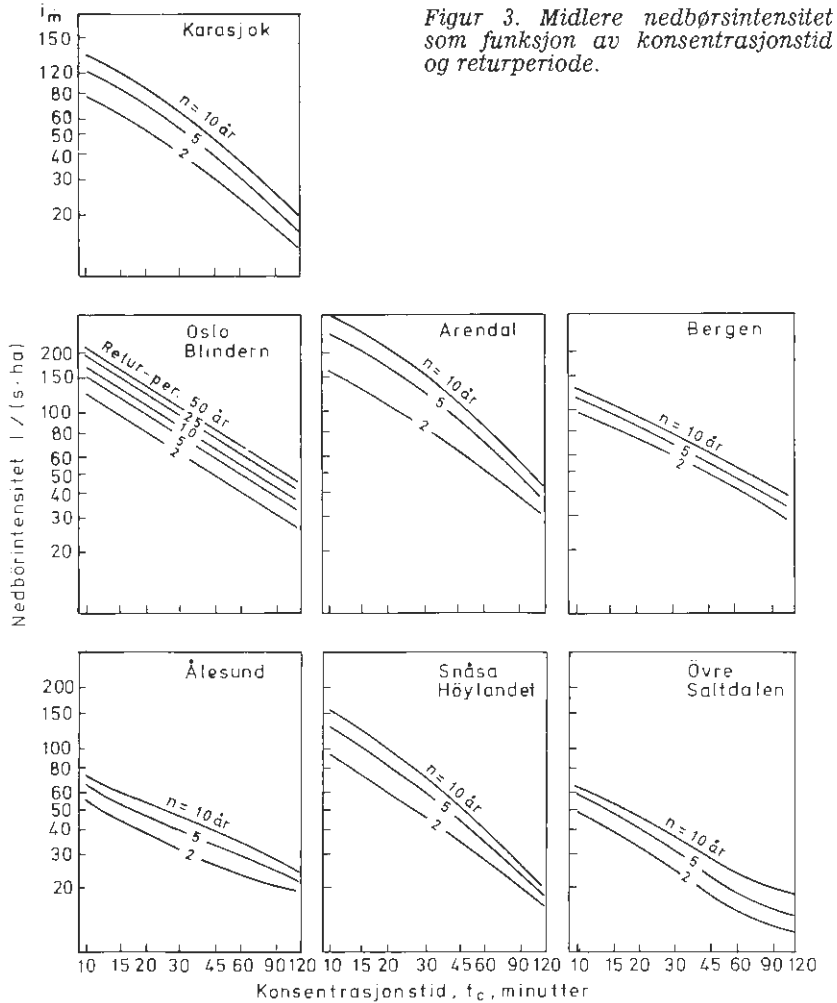 Figur 3. Midlere nedbørsintensitet
som funksjon av konsentrasjonstid
og returperiode.
i_m
Karasjok
150
120
80
60
50
40
30
20
n = 10 år
5
2
Nedbörintensitet l / (s · ha)
Oslo
Blindern
200
150
100
80
60
50
40
30
20
Retur-per. 50 år
25
10
5
2
Arendal
n = 10 år
5
2
Bergen
n = 10 år
5
2
Ålesund
200
150
100
80
60
50
40
30
20
n = 10 år
5
2
Snåsa
Höylandet
n = 10 år
5
2
Övre
Saltdalen
n = 10 år
5
2
10 15 20 30 45 60 90 120
10 15 20 30 45 60 90 120
10 15 20 30 45 60 90 120
Konsentrasjonstid, t_c, minutter